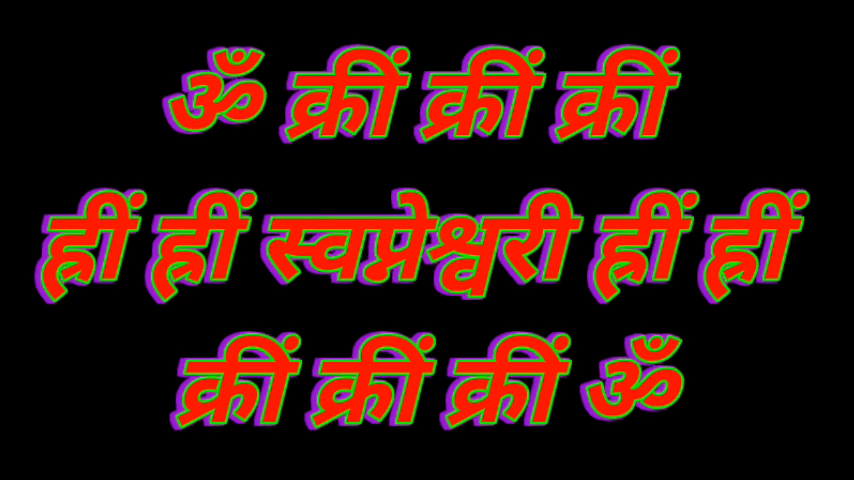 ॐ क्रीं क्रीं क्रीं
ह्रीं ह्रीं स्वप्नेश्वरी ह्रीं ह्रीं
क्रीं क्रीं क्रीं ॐ